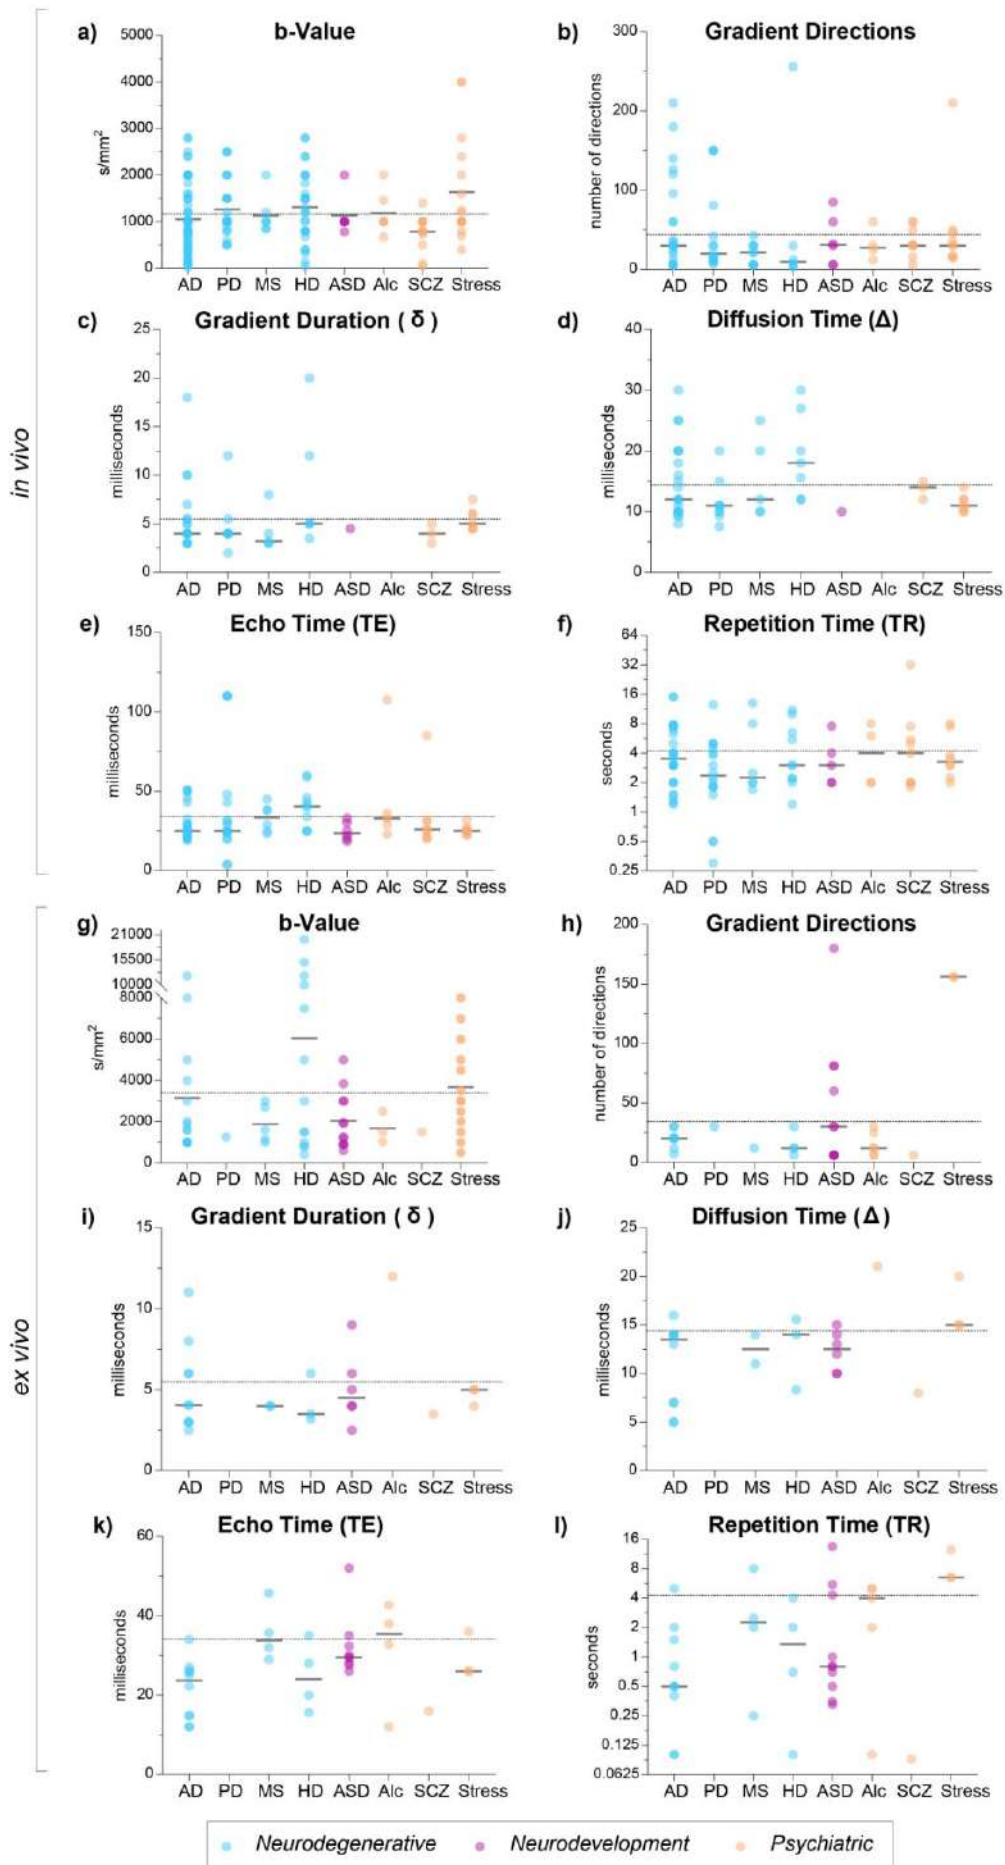 in vivo
a) b-Value
5000
4000
3000
2000
1000
0
s/mm²
AD PD MS HD ASD Alc SCZ Stress
b) Gradient Directions
300
200
100
0
number of directions
AD PD MS HD ASD Alc SCZ Stress
c) Gradient Duration ( δ )
25
20
15
10
5
0
milliseconds
AD PD MS HD ASD Alc SCZ Stress
d) Diffusion Time (Δ)
40
30
20
10
0
milliseconds
AD PD MS HD ASD Alc SCZ Stress
e) Echo Time (TE)
150
100
50
0
milliseconds
AD PD MS HD ASD Alc SCZ Stress
f) Repetition Time (TR)
64
32
16
8
4
2
1
0.5
0.25
seconds
AD PD MS HD ASD Alc SCZ Stress
ex vivo
g) b-Value
21000
15500
10000
8000
6000
4000
2000
0
s/mm²
AD PD MS HD ASD Alc SCZ Stress
h) Gradient Directions
200
150
100
50
0
number of directions
AD PD MS HD ASD Alc SCZ Stress
i) Gradient Duration ( δ )
15
10
5
0
milliseconds
AD PD MS HD ASD Alc SCZ Stress
j) Diffusion Time (Δ)
25
20
15
10
5
0
milliseconds
AD PD MS HD ASD Alc SCZ Stress
k) Echo Time (TE)
60
40
20
0
milliseconds
AD PD MS HD ASD Alc SCZ Stress
l) Repetition Time (TR)
16
8
4
2
1
0.5
0.25
0.125
0.0625
seconds
AD PD MS HD ASD Alc SCZ Stress
Neurodegenerative Neurodevelopment Psychiatric